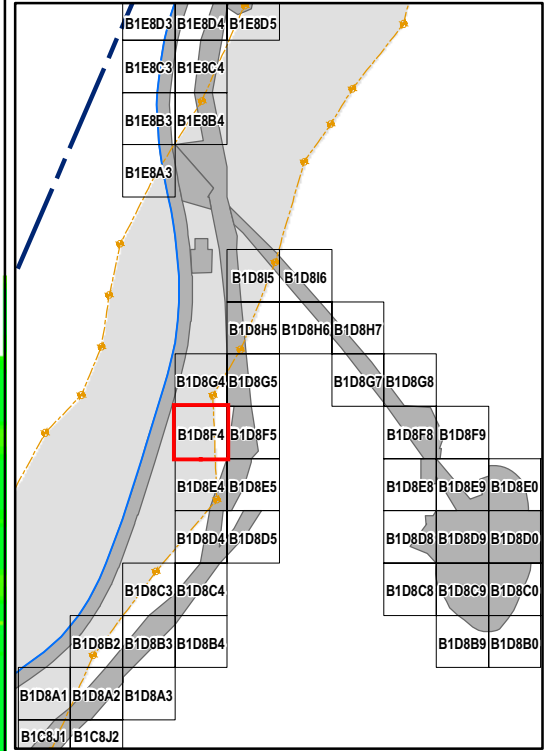 B1E8D3 B1E8D4 B1E8D5
B1E8C3 B1E8C4
B1E8B3 B1E8B4
B1E8A3
B1D8I5 B1D8I6
B1D8H5 B1D8H6 B1D8H7
B1D8G4 B1D8G5 B1D8G7 B1D8G8
B1D8F4 B1D8F5 B1D8F8 B1D8F9
B1D8E4 B1D8E5 B1D8E8 B1D8E9 B1D8E0
B1D8D4 B1D8D5 B1D8D8 B1D8D9 B1D8D0
B1D8C3 B1D8C4 B1D8C8 B1D8C9 B1D8C0
B1D8B2 B1D8B3 B1D8B4 B1D8B9 B1D8B0
B1D8A1 B1D8A2 B1D8A3
B1C8J1 B1C8J2